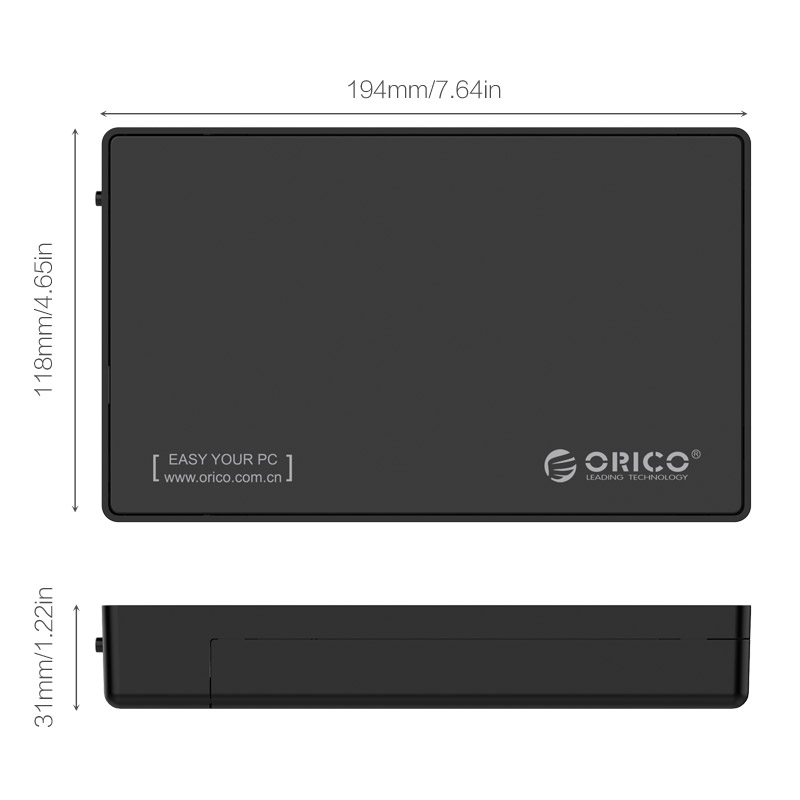 194mm/7.64in
118mm/4.65in
[ EASY YOUR PC
www.orico.com.cn ]
ORICO®
LEADING TECHNOLOGY
31mm/1.22in